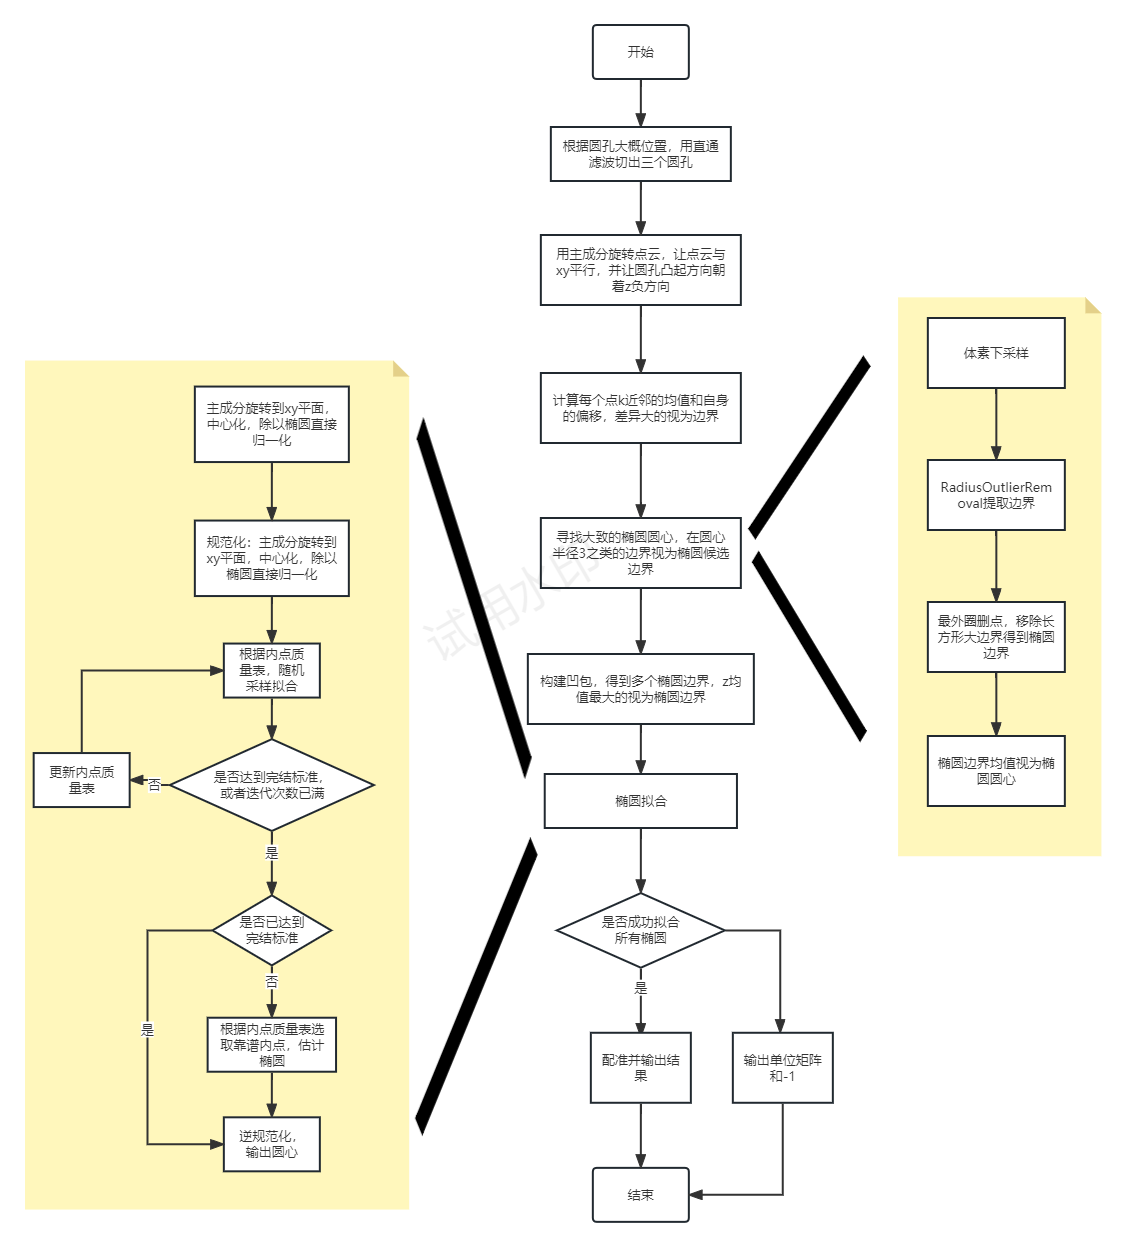 开始
根据圆孔大概位置，用直通
滤波切出三个圆孔
用主成分旋转点云，让点云与
xy平行，并让圆孔凸起方向朝
着z负方向
计算每个点k近邻的均值和自身
的偏移，差异大的视为边界
寻找大致的椭圆圆心，在圆心
半径3之类的边界视为椭圆候选
边界
构建凹包，得到多个椭圆边界，z均
值最大的视为椭圆边界
椭圆拟合
是否成功拟合
所有椭圆
是
配准并输出结
果
输出单位矩阵
和-1
结束
主成分旋转到xy平面，
中心化，除以椭圆直接
归一化
规范化：主成分旋转到
xy平面，中心化，除以
椭圆直接归一化
根据内点质
量表，随机
采样拟合
是否达到完结标准，
或者迭代次数已满
否
更新内点质
量表
是
是否已达到
完结标准
否
是
根据内点质量表选
取靠谱内点，估计
椭圆
逆规范化，
输出圆心
体素下采样
RadiusOutlierRem
oval提取边界
最外圈删点，移除长
方形大边界得到椭圆
边界
椭圆边界均值视为椭
圆圆心
试用水印